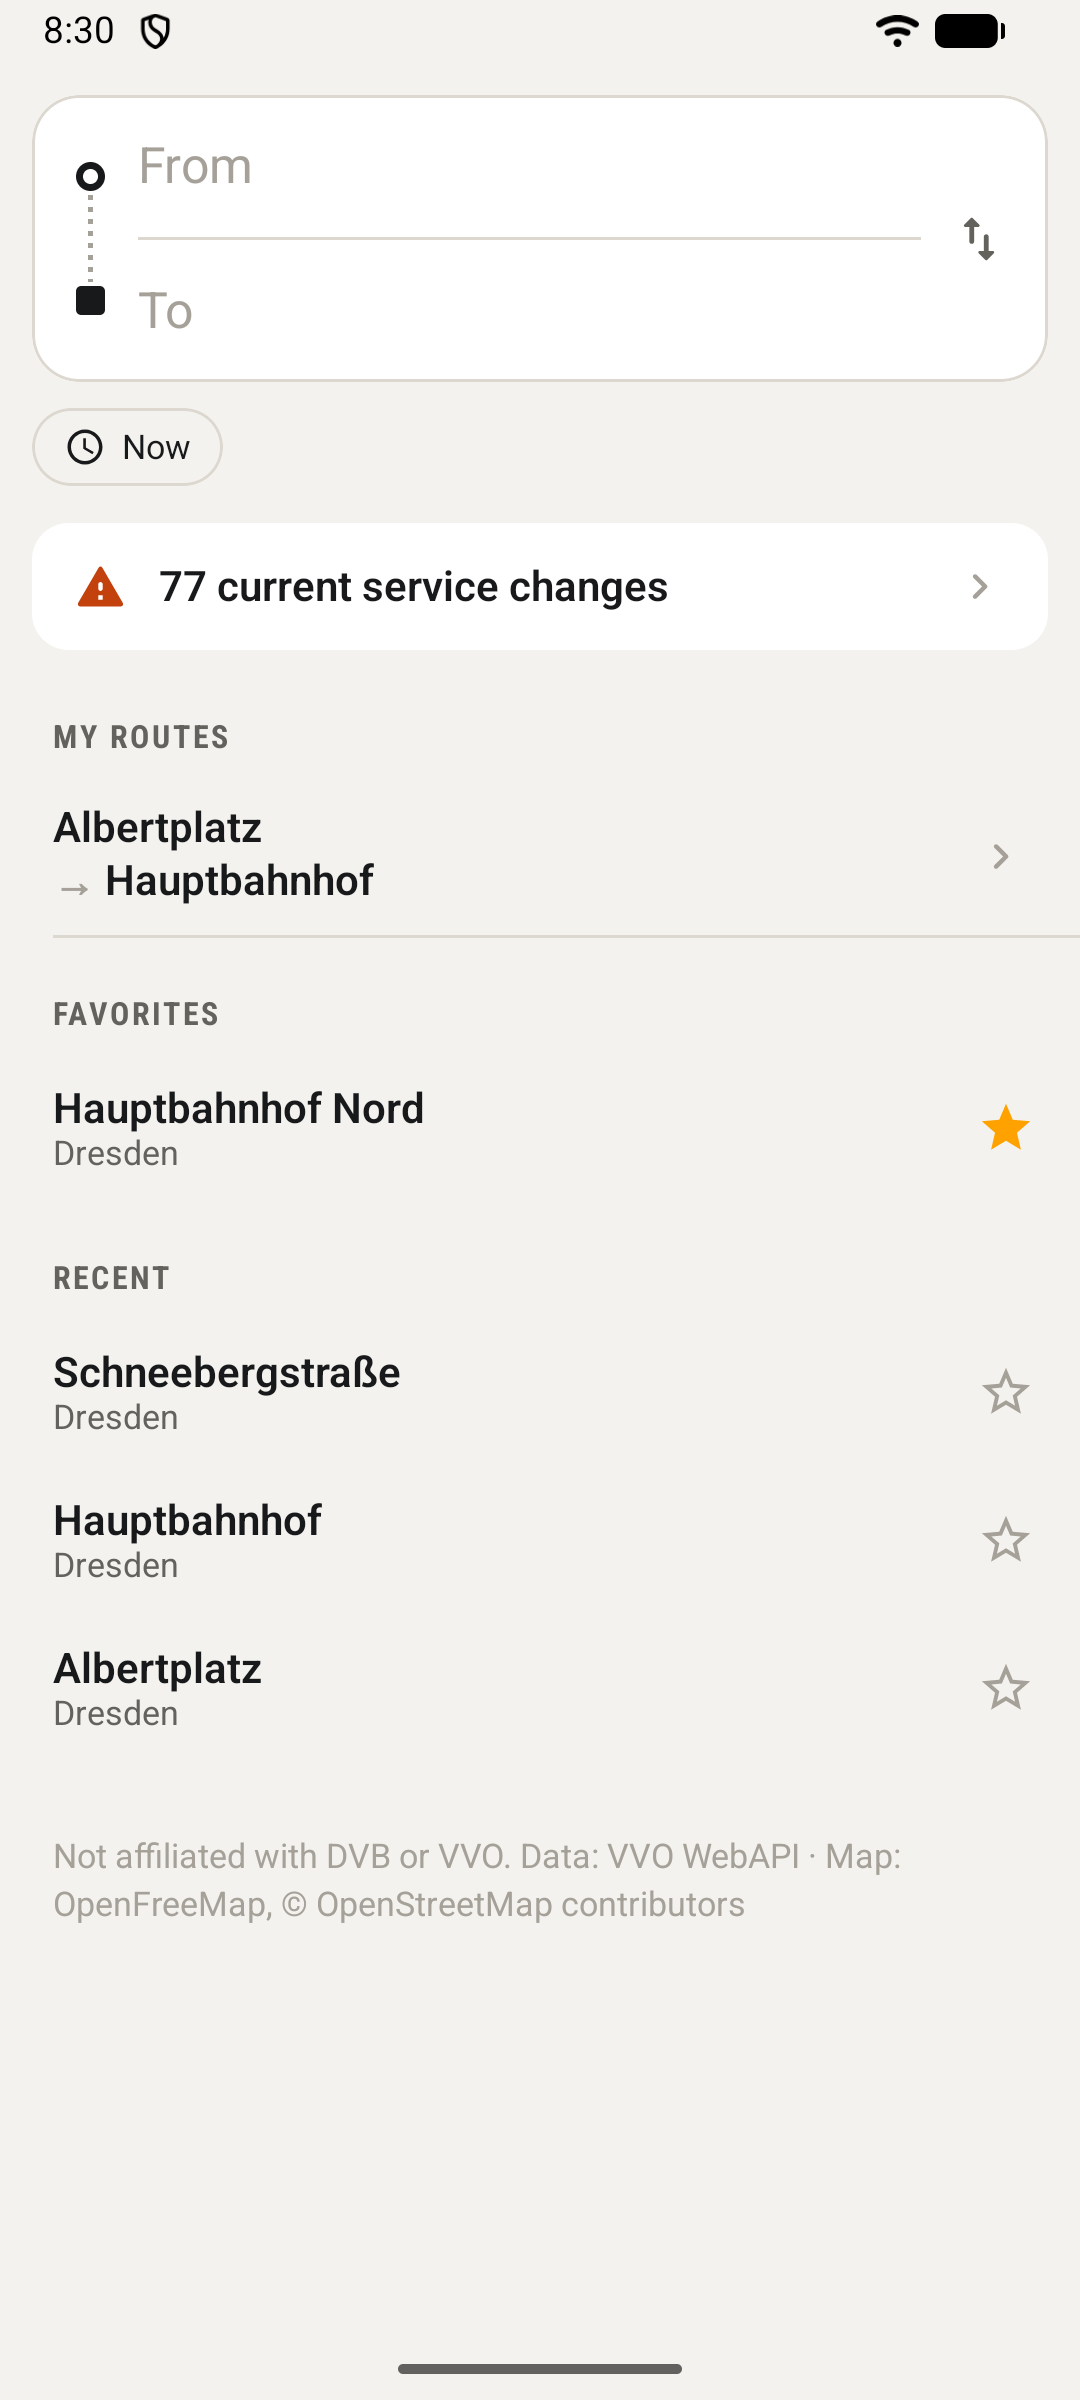 8:30
From
To
Now
77 current service changes
MY ROUTES
Albertplatz
→ Hauptbahnhof
FAVORITES
Hauptbahnhof Nord
Dresden
RECENT
Schneebergstraße
Dresden
Hauptbahnhof
Dresden
Albertplatz
Dresden
Not affiliated with DVB or VVO. Data: VVO WebAPI · Map:
OpenFreeMap, © OpenStreetMap contributors